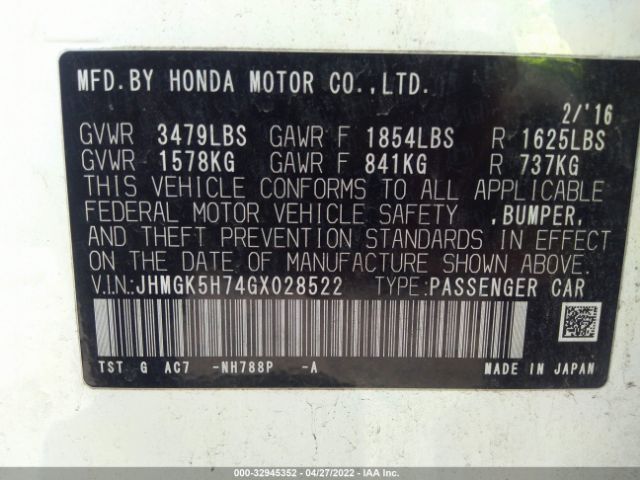 MFD.BY HONDA MOTOR CO.,LTD.
2/'16
GVWR 3479LBS GAWR F 1854LBS R 1625LBS
GVWR 1578KG GAWR F 841KG R 737KG
THIS VEHICLE CONFORMS TO ALL APPLICABLE
FEDERAL MOTOR VEHICLE SAFETY ,BUMPER,
AND THEFT PREVENTION STANDARDS IN EFFECT
ON THE DATE OF MANUFACTURE SHOWN ABOVE.
V.I.N.:JHMGK5H74GX028522 TYPE:PASSENGER CAR
TST G AC7 -NH788P -A MADE IN JAPAN
000-32945352 - 04/27/2022 - IAA Inc.